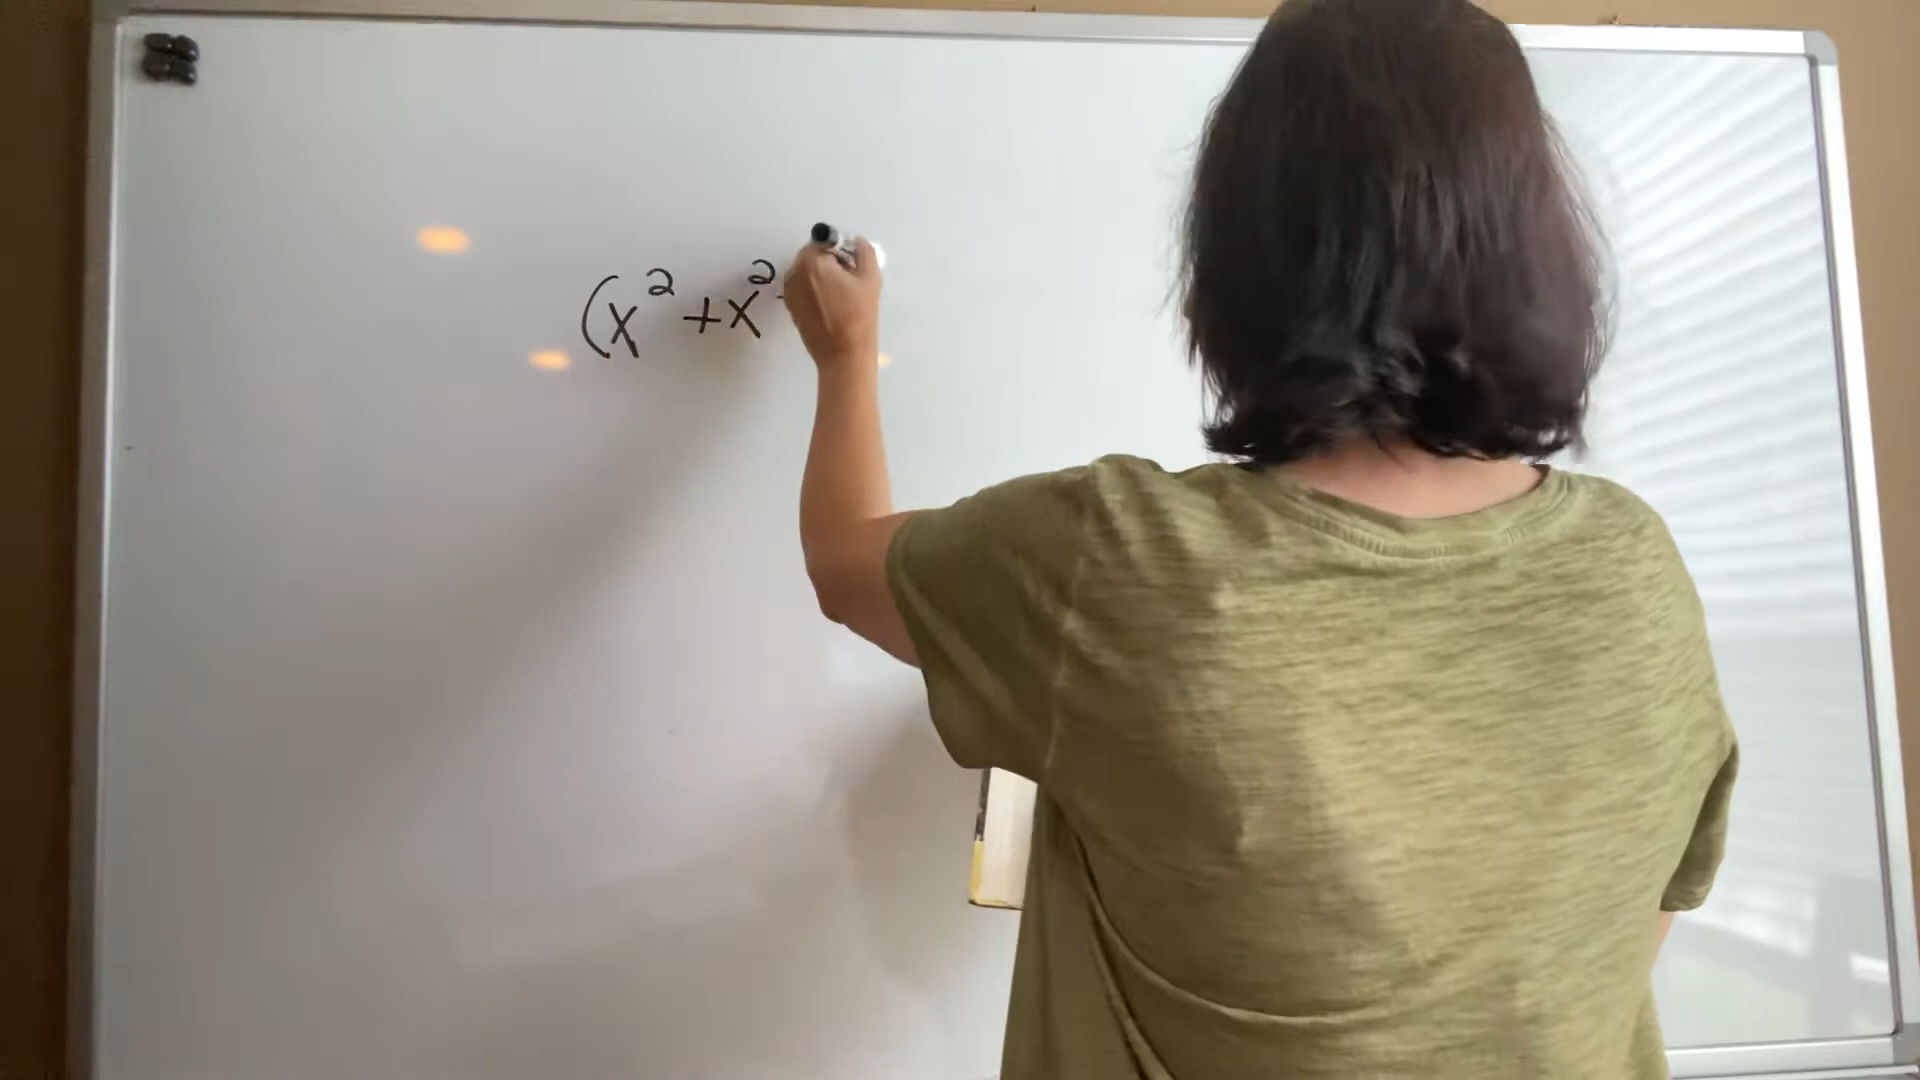 (x² + x²